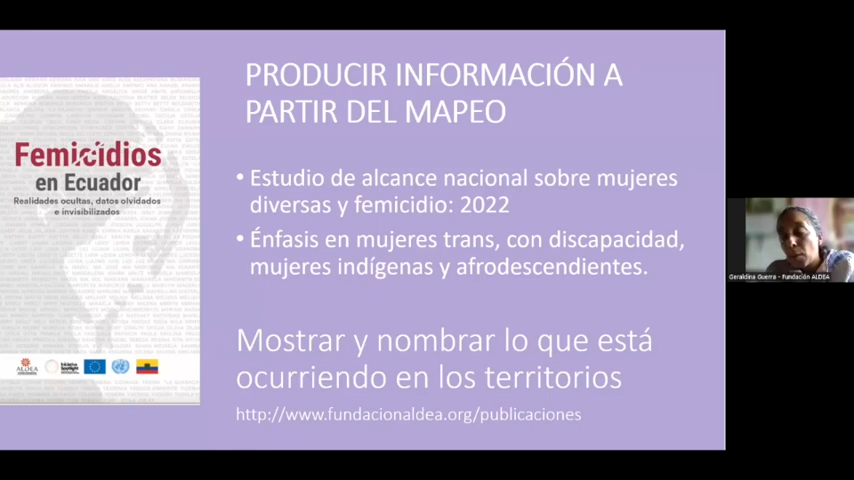 PRODUCIR INFORMACIÓN A
PARTIR DEL MAPEO
Femicidios
en Ecuador
Realidades ocultas, datos olvidados
e invisibilizados
• Estudio de alcance nacional sobre mujeres
diversas y femicidio: 2022
• Énfasis en mujeres trans, con discapacidad,
mujeres indígenas y afrodescendientes.
Mostrar y nombrar lo que está
ocurriendo en los territorios
http://www.fundacionaldea.org/publicaciones
ALDEA
Geraldina Guerra - Fundación ALDEA